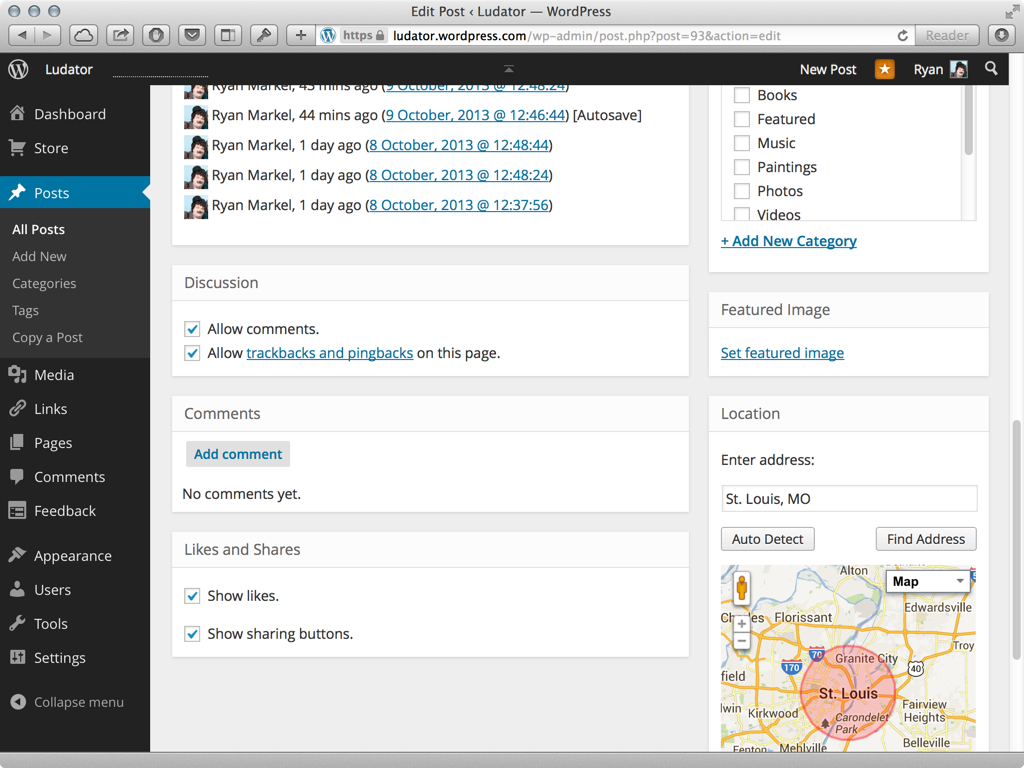 Edit Post ‹ Ludator — WordPress
https ludator.wordpress.com/wp-admin/post.php?post=93&action=edit Reader
Ludator New Post Ryan
Dashboard
Store
Posts
All Posts
Add New
Categories
Tags
Copy a Post
Media
Links
Pages
Comments
Feedback
Appearance
Users
Tools
Settings
Collapse menu
Ryan Markel, 43 mins ago (9 October, 2013 @ 12:48:24)
Ryan Markel, 44 mins ago (9 October, 2013 @ 12:46:44) [Autosave]
Ryan Markel, 1 day ago (8 October, 2013 @ 12:48:44)
Ryan Markel, 1 day ago (8 October, 2013 @ 12:48:24)
Ryan Markel, 1 day ago (8 October, 2013 @ 12:37:56)
Discussion
Allow comments.
Allow trackbacks and pingbacks on this page.
Comments
Add comment
No comments yet.
Likes and Shares
Show likes.
Show sharing buttons.
Books
Featured
Music
Paintings
Photos
Videos
+ Add New Category
Featured Image
Set featured image
Location
Enter address:
St. Louis, MO
Auto Detect Find Address
Alton
Map
Edwardsville
Florissant
Troy
70
Granite City
170
40
field
St. Louis
Fairview
Heights
Kirkwood
Carondelet
Park
Belleville
Fenton
Mehlville